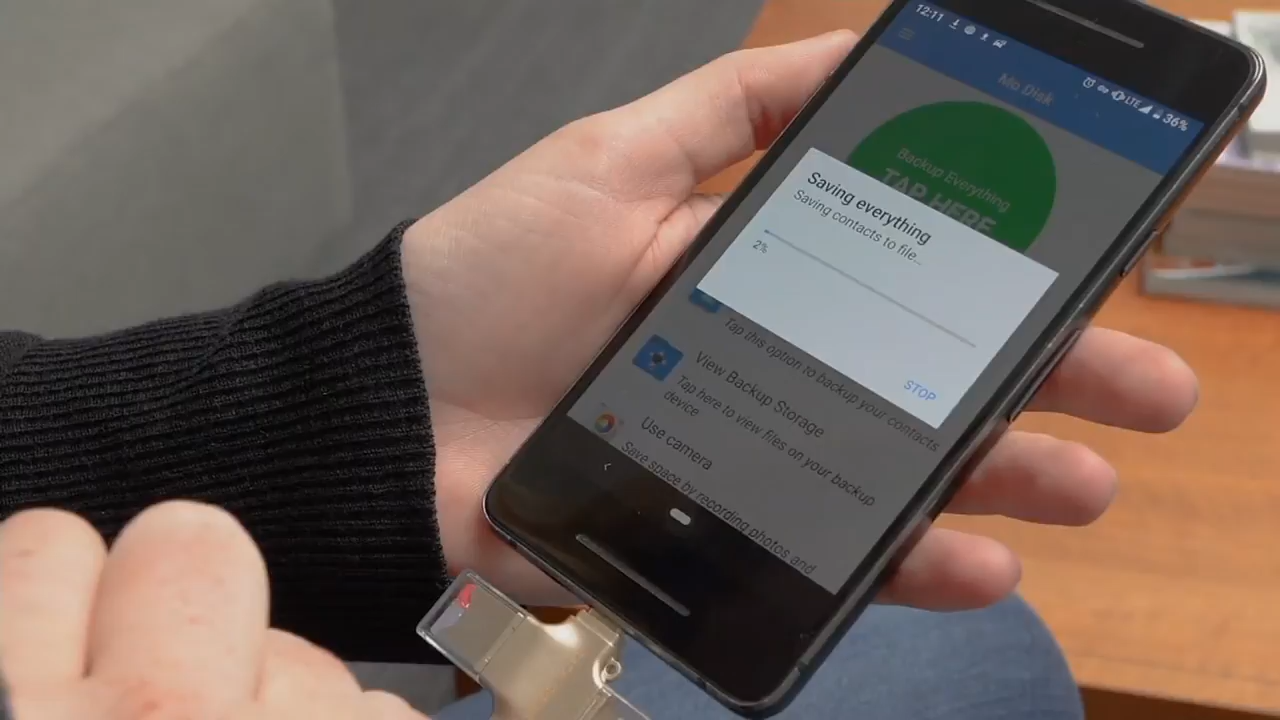 12:11
LTE
36%
Mo Disk
Backup Everything
TAP HERE
Saving everything
Saving contacts to file...
2%
STOP
Tap this option to backup your contacts
View Backup Storage
Tap here to view files on your backup
device
Use camera
Save space by recording photos and